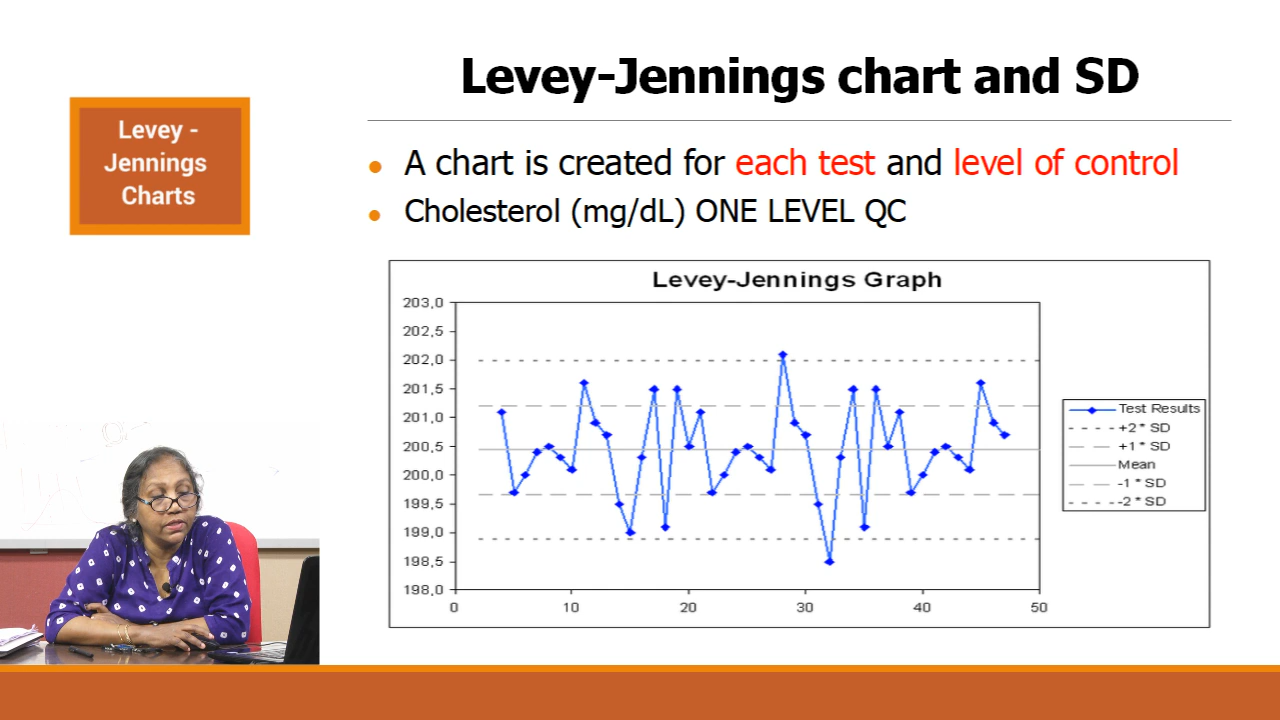 Levey-Jennings chart and SD
Levey -
Jennings
Charts
A chart is created for each test and level of control
Cholesterol (mg/dL) ONE LEVEL QC
Levey-Jennings Graph
203,0
202,5
202,0
201,5
201,0
200,5
200,0
199,5
199,0
198,5
198,0
0 10 20 30 40 50
Test Results
+2 * SD
+1 * SD
Mean
-1 * SD
-2 * SD